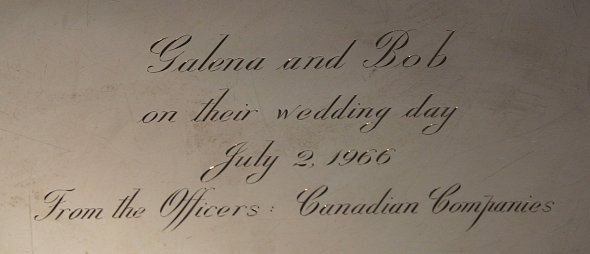 Galena and Bob
on their wedding day
July 2, 1966
From the Officers: Canadian Companies